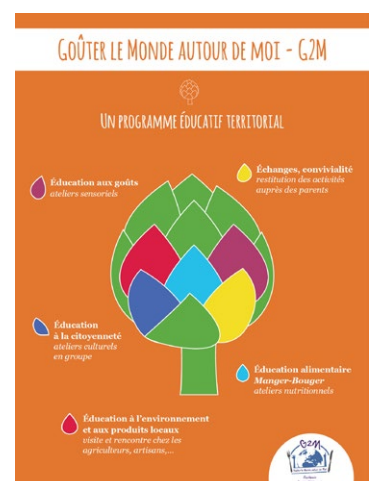 GOÛTER LE MONDE AUTOUR DE MOI - G2M
UN PROGRAMME ÉDUCATIF TERRITORIAL
Éducation aux goûts
ateliers sensoriels
Échanges, convivialité
restitution des activités
auprès des parents
Éducation
à la citoyenneté
ateliers culturels
en groupe
Éducation alimentaire
Manger-Bouger
ateliers nutritionnels
Éducation à l'environnement
et aux produits locaux
visite et rencontre chez les
agriculteurs, artisans,...
G2M